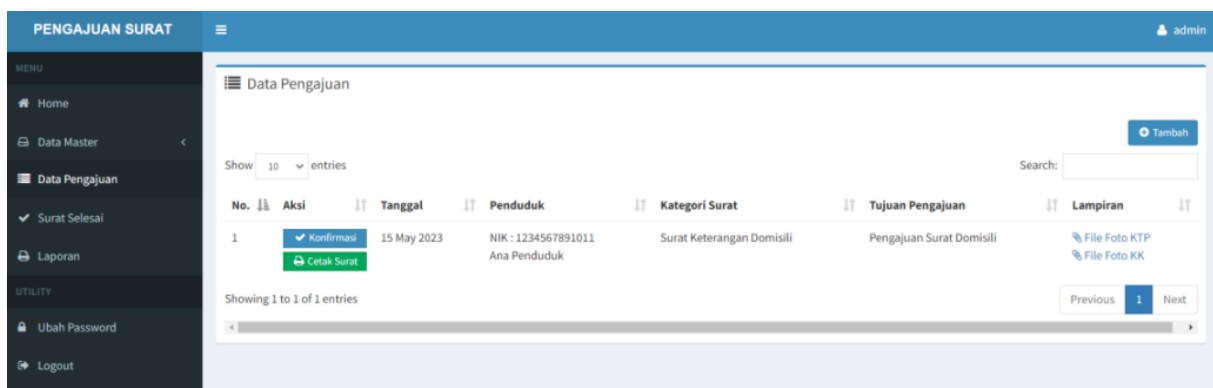 PENGAJUAN SURAT
admin
MENU
Home
Data Master
Data Pengajuan
Surat Selesai
Laporan
UTILITY
Ubah Password
Logout
Data Pengajuan
Tambah
Show 10 entries
Search:
No. Aksi Tanggal Penduduk Kategori Surat Tujuan Pengajuan Lampiran
1 Konfirmasi 15 May 2023 NIK : 1234567891011 Surat Keterangan Domisili Pengajuan Surat Domisili File Foto KTP
Cetak Surat Ana Penduduk File Foto KK
Showing 1 to 1 of 1 entries
Previous 1 Next